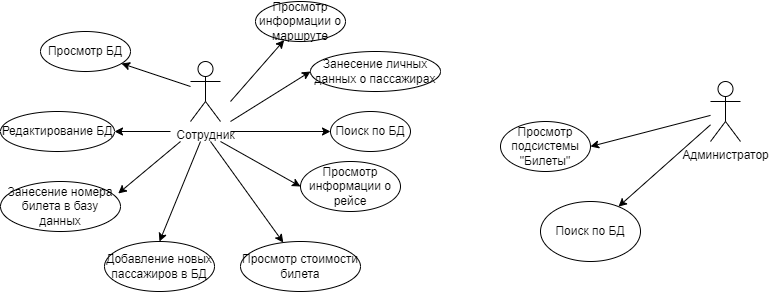 Просмотр
информации о
маршруте
Просмотр БД
Занесение личных
данных о пассажирах
Редактирование БД
Сотрудник
Поиск по БД
Просмотр
информации о
рейсе
Занесение номера
билета в базу
данных
Добавление новых
пассажиров в БД
Просмотр стоимости
билета
Просмотр
подсистемы
"Билеты"
Администратор
Поиск по БД